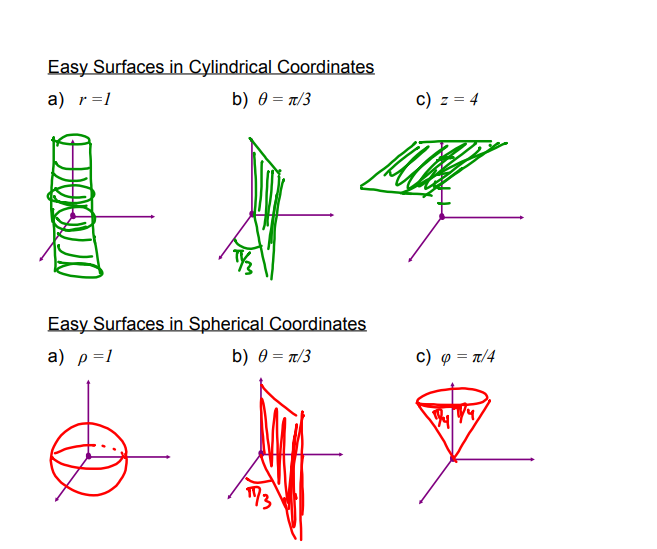 Easy Surfaces in Cylindrical Coordinates
a) r =1 b) θ = π/3 c) z = 4
π/3
Easy Surfaces in Spherical Coordinates
a) ρ =1 b) θ = π/3 c) φ = π/4
π/4 π/4
π/3